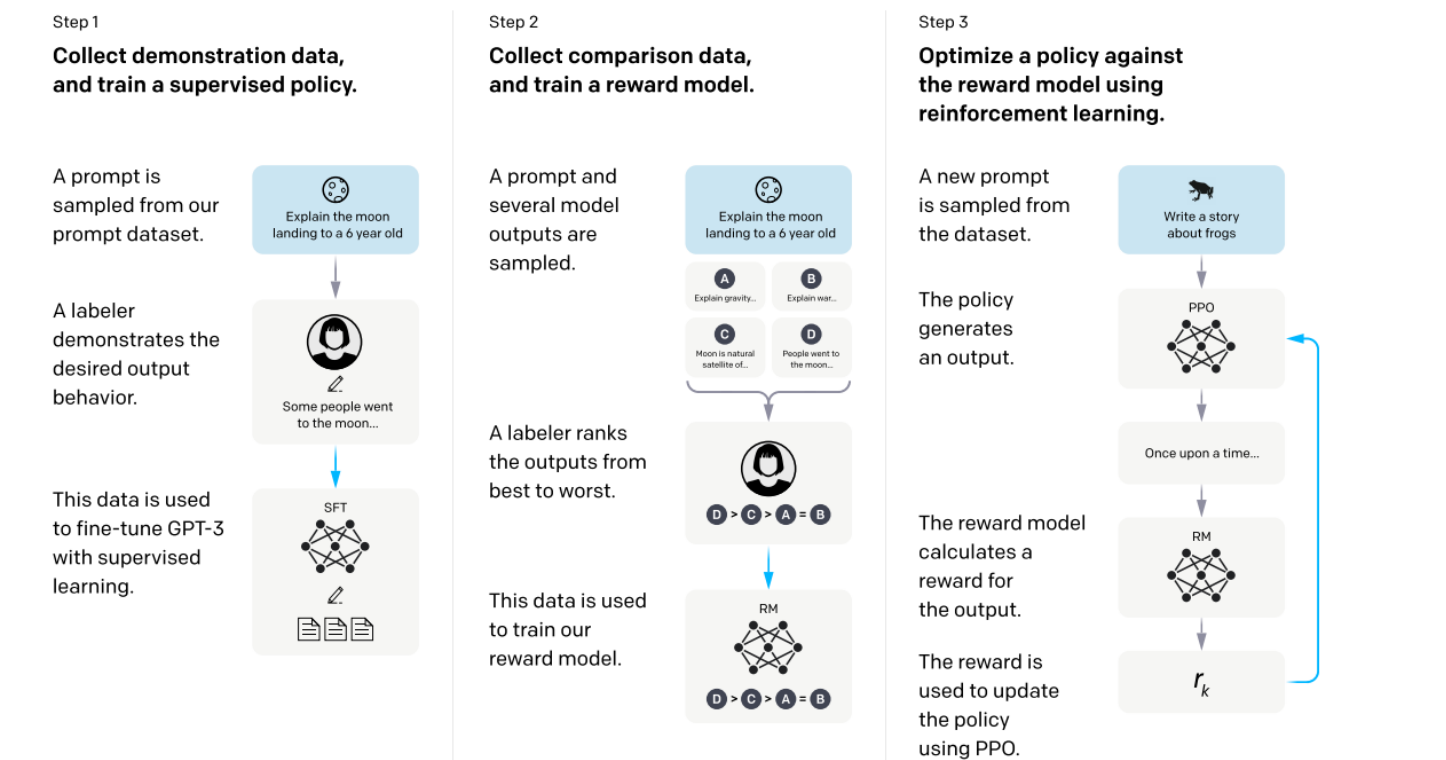 Step 1
Collect demonstration data,
and train a supervised policy.
A prompt is
sampled from our
prompt dataset.
Explain the moon
landing to a 6 year old
A labeler
demonstrates the
desired output
behavior.
Some people went
to the moon...
This data is used
to fine-tune GPT-3
with supervised
learning.
SFT
Step 2
Collect comparison data,
and train a reward model.
A prompt and
several model
outputs are
sampled.
Explain the moon
landing to a 6 year old
A
Explain gravity...
B
Explain war...
C
Moon is natural
satellite of...
D
People went to
the moon...
A labeler ranks
the outputs from
best to worst.
D > C > A = B
This data is used
to train our
reward model.
RM
D > C > A = B
Step 3
Optimize a policy against
the reward model using
reinforcement learning.
A new prompt
is sampled from
the dataset.
Write a story
about frogs
The policy
generates
an output.
PPO
Once upon a time...
The reward model
calculates a
reward for
the output.
RM
The reward is
used to update
the policy
using PPO.
r_k